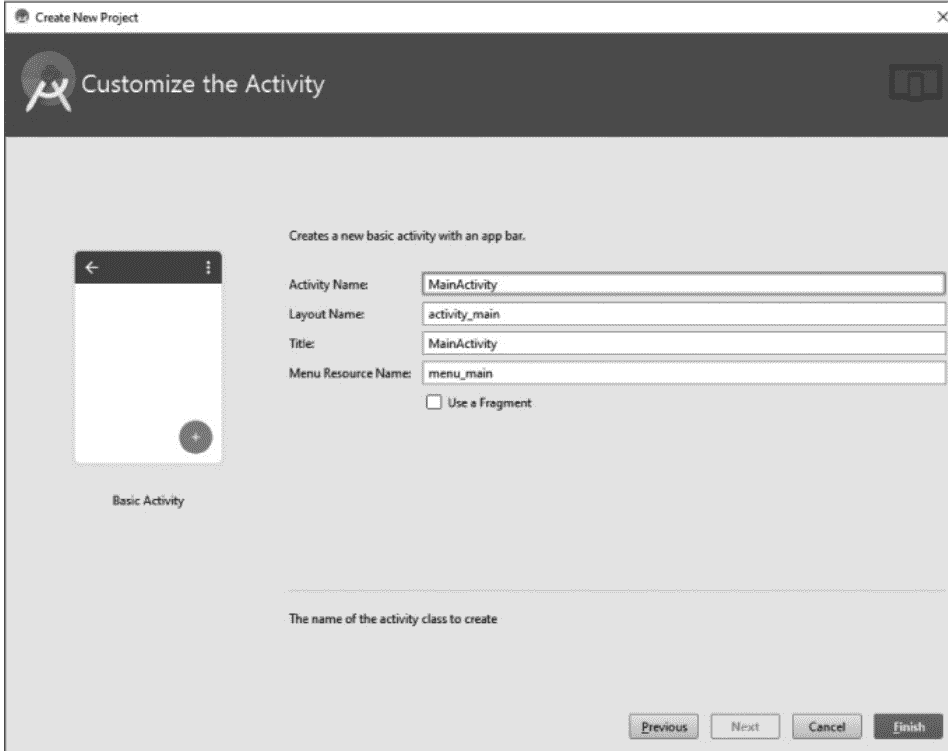 Create New Project
Customize the Activity
Creates a new basic activity with an app bar.
Activity Name: MainActivity
Layout Name: activity_main
Title: MainActivity
Menu Resource Name: menu_main
Use a Fragment
Basic Activity
The name of the activity class to create
Previous Next Cancel Finish